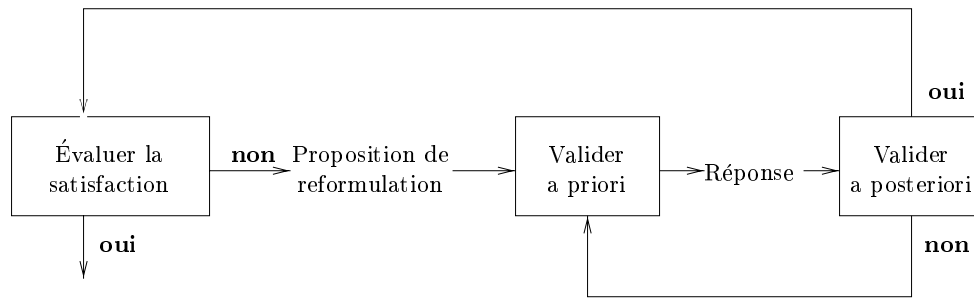 oui
Évaluer la
satisfaction
non
Proposition de
reformulation
Valider
a priori
Réponse
Valider
a posteriori
oui
non